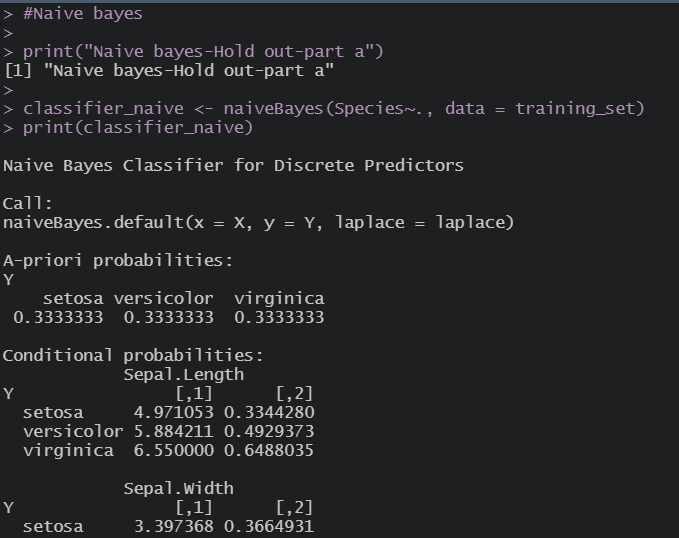 > #Naive bayes
>
> print("Naive bayes-Hold out-part a")
[1] "Naive bayes-Hold out-part a"
>
> classifier_naive <- naiveBayes(Species~., data = training_set)
> print(classifier_naive)

Naive Bayes Classifier for Discrete Predictors

Call:
naiveBayes.default(x = X, y = Y, laplace = laplace)

A-priori probabilities:
Y
    setosa versicolor  virginica
 0.3333333  0.3333333  0.3333333

Conditional probabilities:
            Sepal.Length
Y                [,1]      [,2]
  setosa     4.971053 0.3344280
  versicolor 5.884211 0.4929373
  virginica  6.550000 0.6488035

            Sepal.Width
Y                [,1]      [,2]
  setosa     3.397368 0.3664931